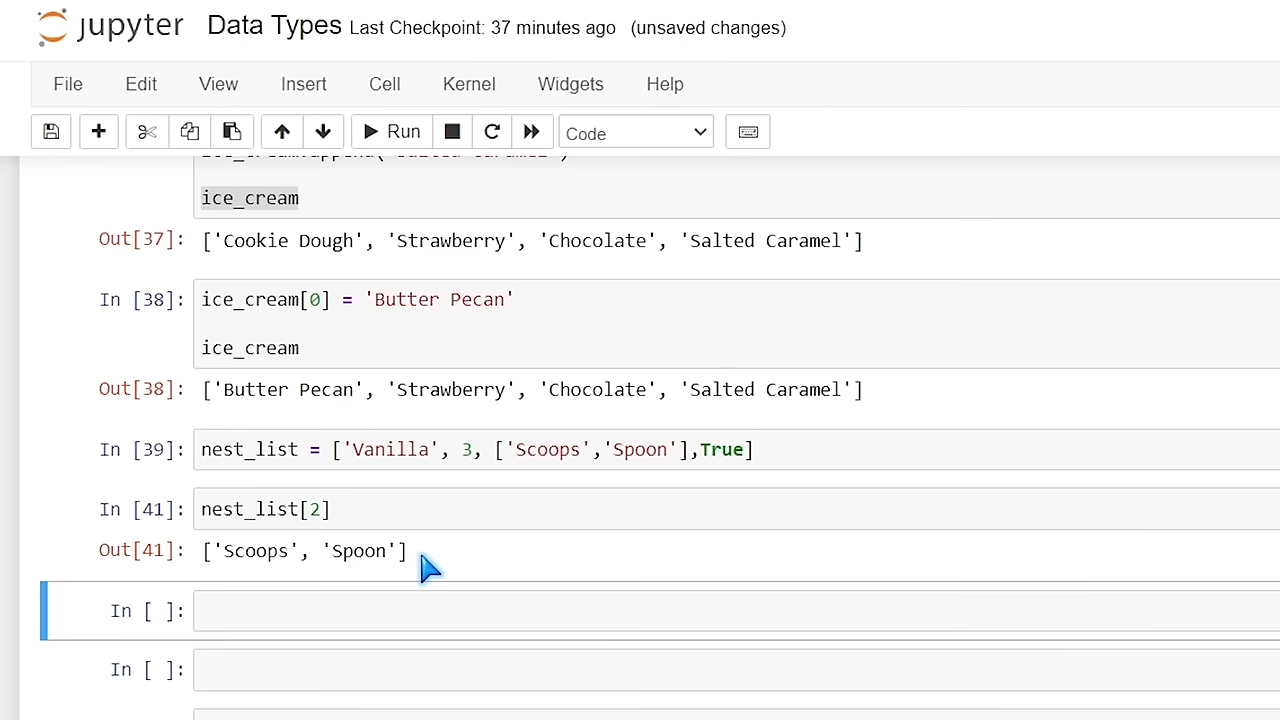 jupyter Data Types Last Checkpoint: 37 minutes ago (unsaved changes)
File Edit View Insert Cell Kernel Widgets Help
Run Code
ice_cream
Out[37]: ['Cookie Dough', 'Strawberry', 'Chocolate', 'Salted Caramel']
In [38]: ice_cream[0] = 'Butter Pecan'
ice_cream
Out[38]: ['Butter Pecan', 'Strawberry', 'Chocolate', 'Salted Caramel']
In [39]: nest_list = ['Vanilla', 3, ['Scoops','Spoon'],True]
In [41]: nest_list[2]
Out[41]: ['Scoops', 'Spoon']
In [ ]:
In [ ]: